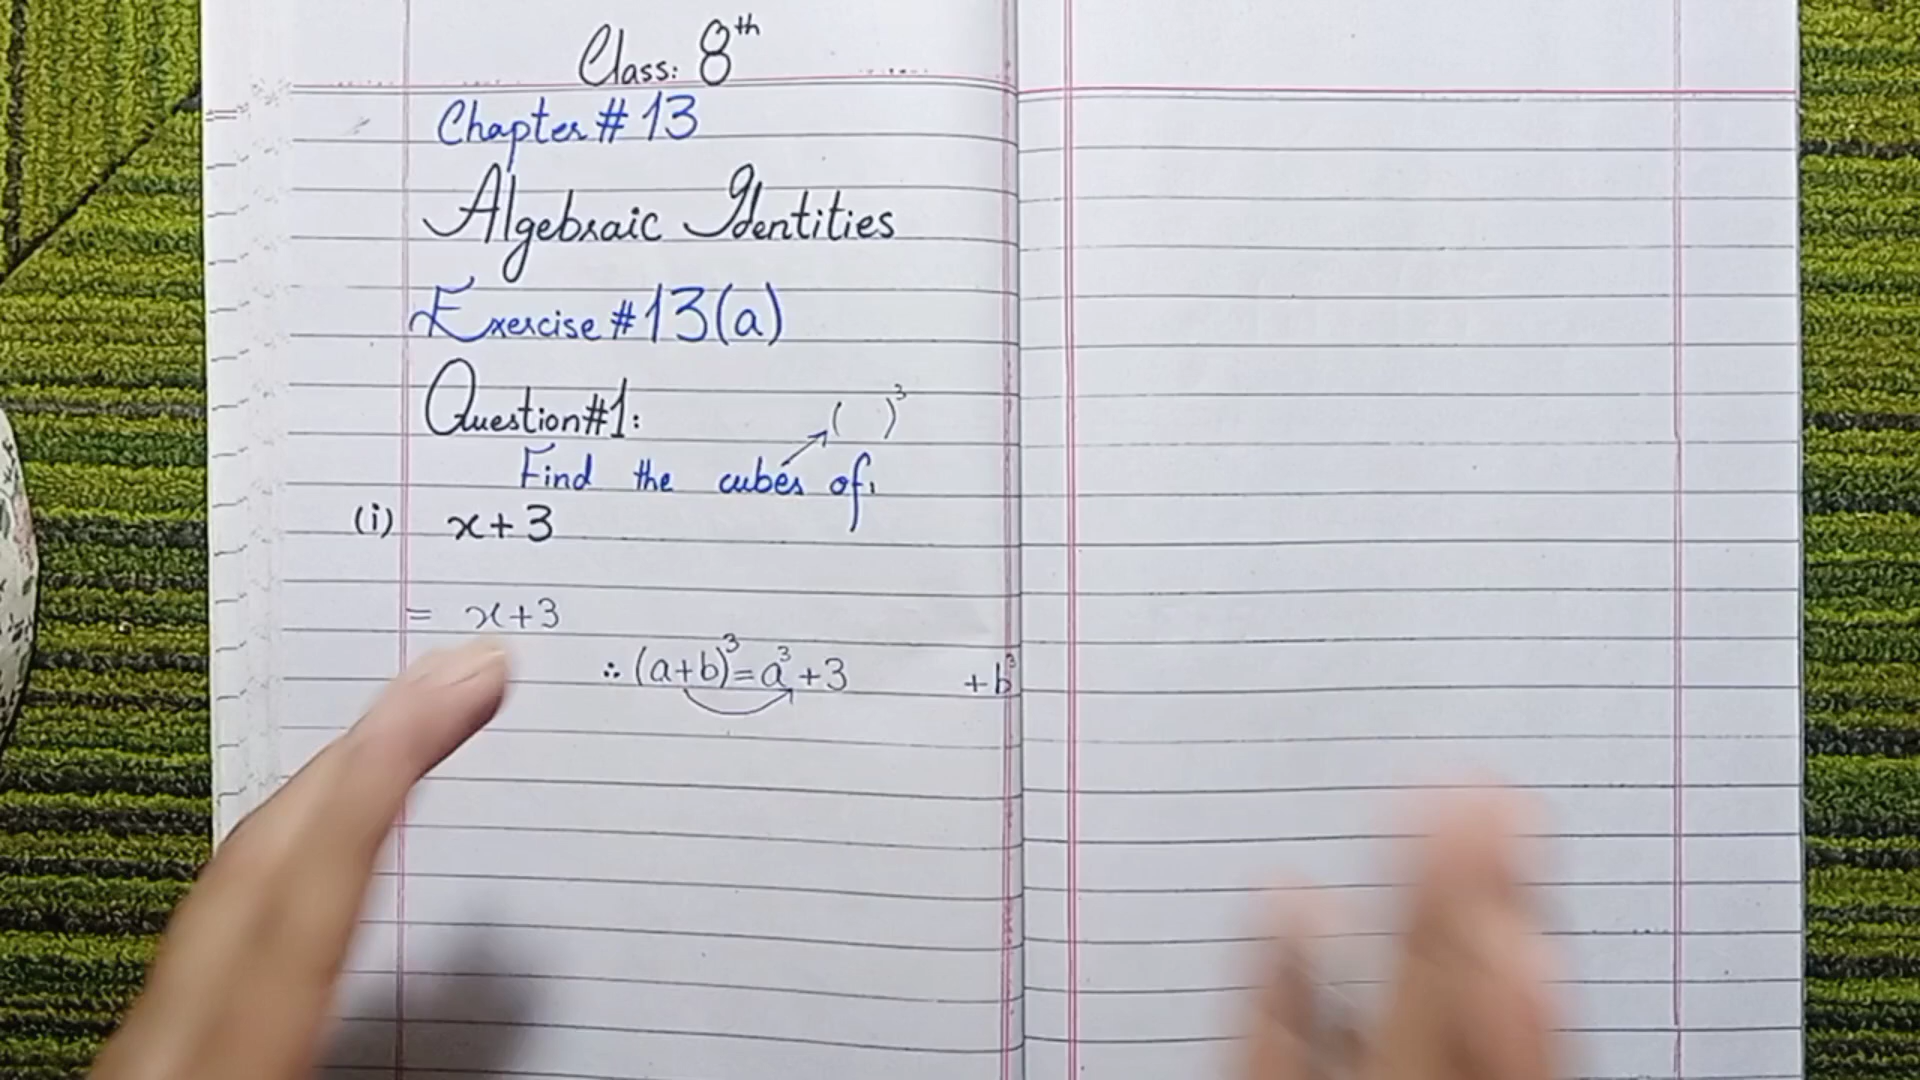 Class: 8th
Chapter # 13
Algebraic Identities
Exercise # 13(a)
Question#1:
( )³
Find the cubes of,
(i) x+3
= x+3
∴ (a+b)³=a³+3 +b³